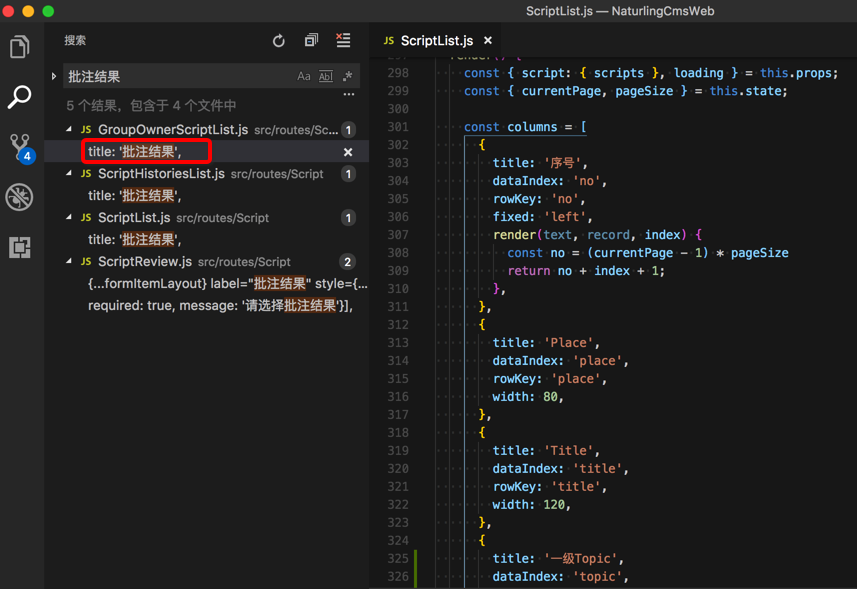 ScriptList.js — NaturlingCmsWeb
搜索
JS ScriptList.js ×
批注结果 Aa Abl .*
5 个结果，包含于 4 个文件中
JS GroupOwnerScriptList.js src/routes/Sc... 1
title: '批注结果',
JS ScriptHistoriesList.js src/routes/Script 1
title: '批注结果',
JS ScriptList.js src/routes/Script 1
title: '批注结果',
JS ScriptReview.js src/routes/Script 2
{...formItemLayout} label="批注结果" style={...
required: true, message: '请选择批注结果'}],
4
297 render() {
298 const { script: { scripts }, loading } = this.props;
299 const { currentPage, pageSize } = this.state;
300
301 const columns = [
302 {
303 title: '序号',
304 dataIndex: 'no',
305 rowKey: 'no',
306 fixed: 'left',
307 render(text, record, index) {
308 const no = (currentPage - 1) * pageSize
309 return no + index + 1;
310 },
311 },
312 {
313 title: 'Place',
314 dataIndex: 'place',
315 rowKey: 'place',
316 width: 80,
317 },
318 {
319 title: 'Title',
320 dataIndex: 'title',
321 rowKey: 'title',
322 width: 120,
323 },
324 {
325 title: '一级Topic',
326 dataIndex: 'topic',